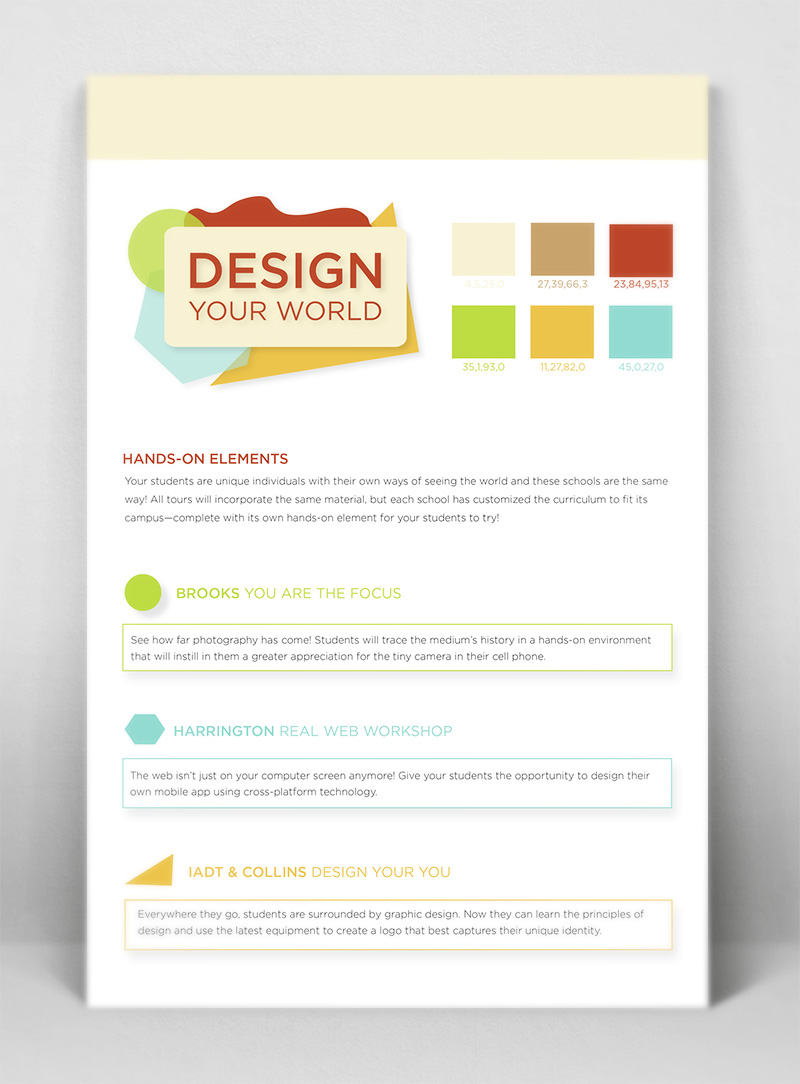 DESIGN
YOUR WORLD
4,5,25,0
27,39,66,3
23,84,95,13
35,1,93,0
11,27,82,0
45,0,27,0
HANDS-ON ELEMENTS
Your students are unique individuals with their own ways of seeing the world and these schools are the same
way! All tours will incorporate the same material, but each school has customized the curriculum to fit its
campus—complete with its own hands-on element for your students to try!
BROOKS YOU ARE THE FOCUS
See how far photography has come! Students will trace the medium's history in a hands-on environment
that will instill in them a greater appreciation for the tiny camera in their cell phone.
HARRINGTON REAL WEB WORKSHOP
The web isn't just on your computer screen anymore! Give your students the opportunity to design their
own mobile app using cross-platform technology.
IADT & COLLINS DESIGN YOUR YOU
Everywhere they go, students are surrounded by graphic design. Now they can learn the principles of
design and use the latest equipment to create a logo that best captures their unique identity.